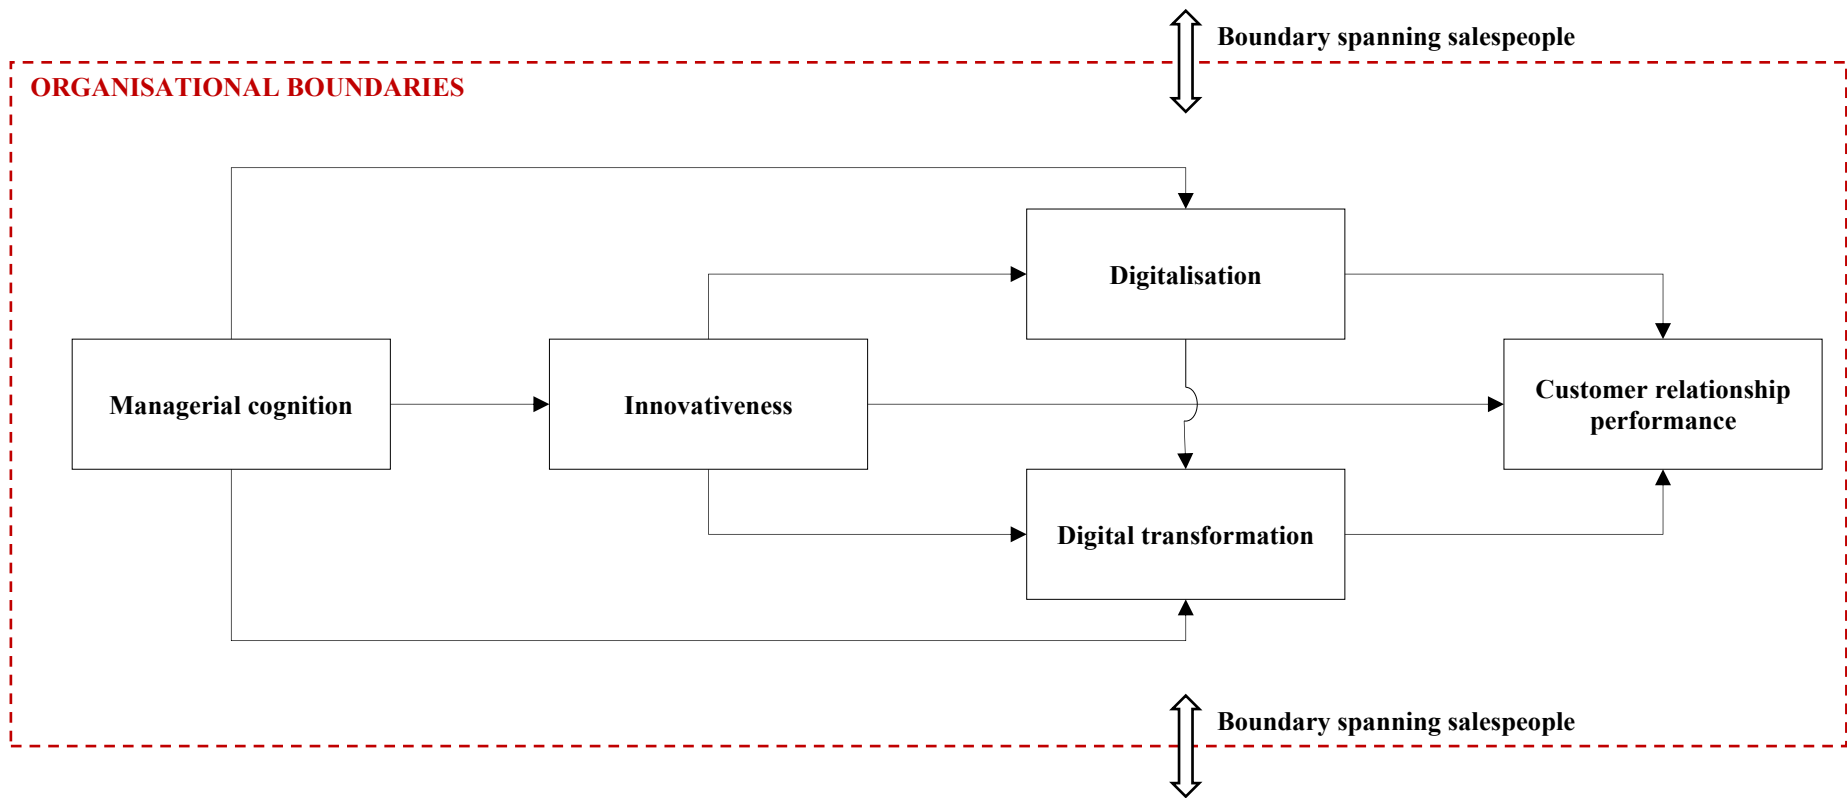 Boundary spanning salespeople
ORGANISATIONAL BOUNDARIES
Digitalisation
Managerial cognition
Innovativeness
Customer relationship
performance
Digital transformation
Boundary spanning salespeople